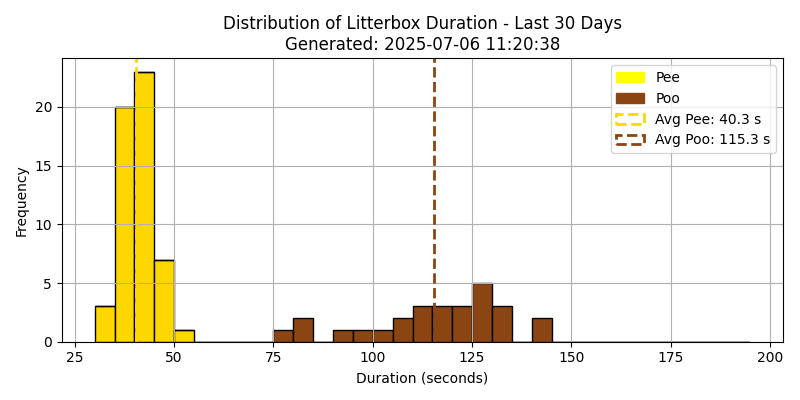 Distribution of Litterbox Duration - Last 30 Days
Generated: 2025-07-06 11:20:38
Pee
Poo
Avg Pee: 40.3 s
Avg Poo: 115.3 s
Frequency
20
15
10
5
0
25 50 75 100 125 150 175 200
Duration (seconds)